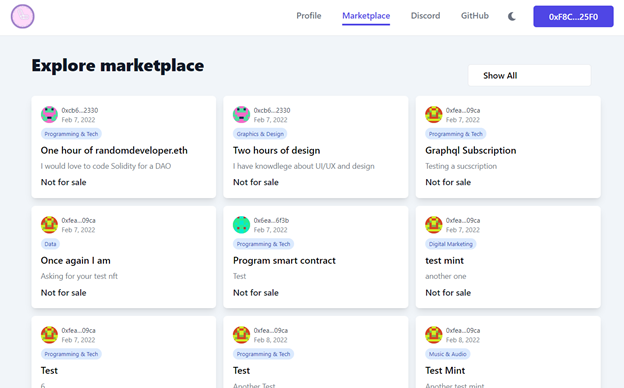 Profile
Marketplace
Discord
GitHub
0xF8C...25F0
Explore marketplace
Show All
0xcb6...2330
Feb 7, 2022
Programming & Tech
One hour of randomdeveloper.eth
I would love to code Solidity for a DAO
Not for sale
0xcb6...2330
Feb 7, 2022
Graphics & Design
Two hours of design
I have knowdlege about UI/UX and design
Not for sale
0xfea...09ca
Feb 7, 2022
Programming & Tech
Graphql Subscription
Testing a sucscription
Not for sale
0xfea...09ca
Feb 7, 2022
Data
Once again I am
Asking for your test nft
Not for sale
0x6ea...6f3b
Feb 7, 2022
Programming & Tech
Program smart contract
Test
Not for sale
0xfea...09ca
Feb 7, 2022
Digital Marketing
test mint
another one
Not for sale
0xfea...09ca
Feb 7, 2022
Programming & Tech
Test
6
0xfea...09ca
Feb 8, 2022
Programming & Tech
Test
Another Test
0xfea...09ca
Feb 8, 2022
Music & Audio
Test Mint
Another test mint